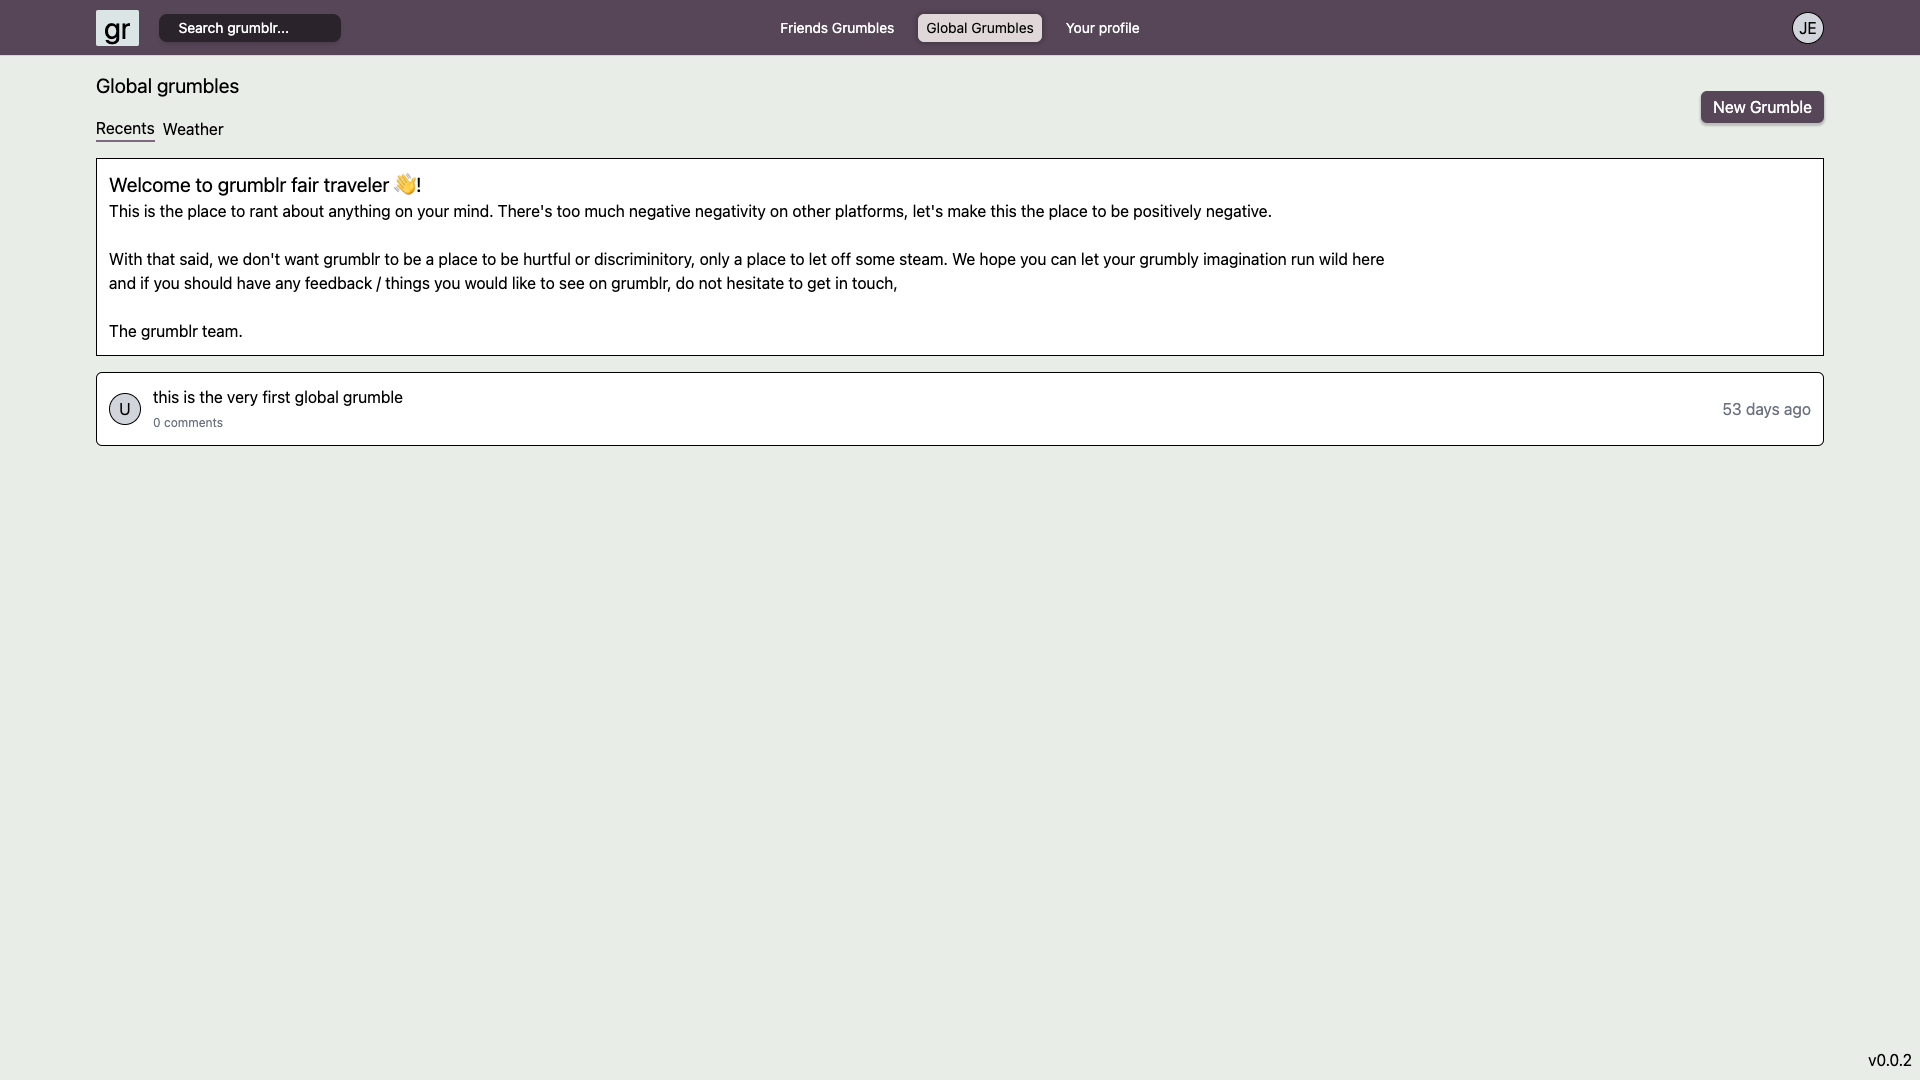 gr
Search grumblr...
Friends Grumbles
Global Grumbles
Your profile
JE
Global grumbles
New Grumble
Recents
Weather
Welcome to grumblr fair traveler 👋!
This is the place to rant about anything on your mind. There's too much negative negativity on other platforms, let's make this the place to be positively negative.
With that said, we don't want grumblr to be a place to be hurtful or discriminitory, only a place to let off some steam. We hope you can let your grumbly imagination run wild here
and if you should have any feedback / things you would like to see on grumblr, do not hesitate to get in touch,
The grumblr team.
U
this is the very first global grumble
0 comments
53 days ago
v0.0.2